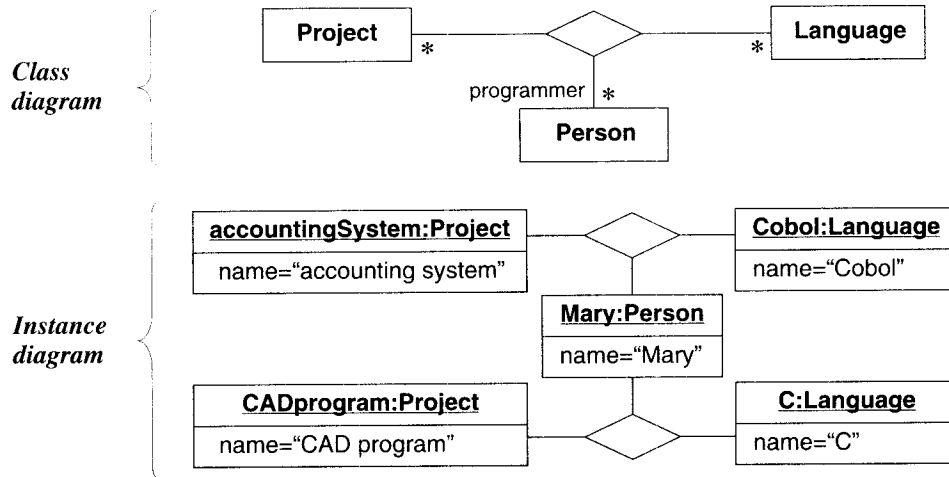 Class
diagram
Project
*
*
Language
programmer
*
Person
Instance
diagram
accountingSystem:Project
name=“accounting system”
Cobol:Language
name=“Cobol”
Mary:Person
name=“Mary”
CADprogram:Project
name=“CAD program”
C:Language
name=“C”